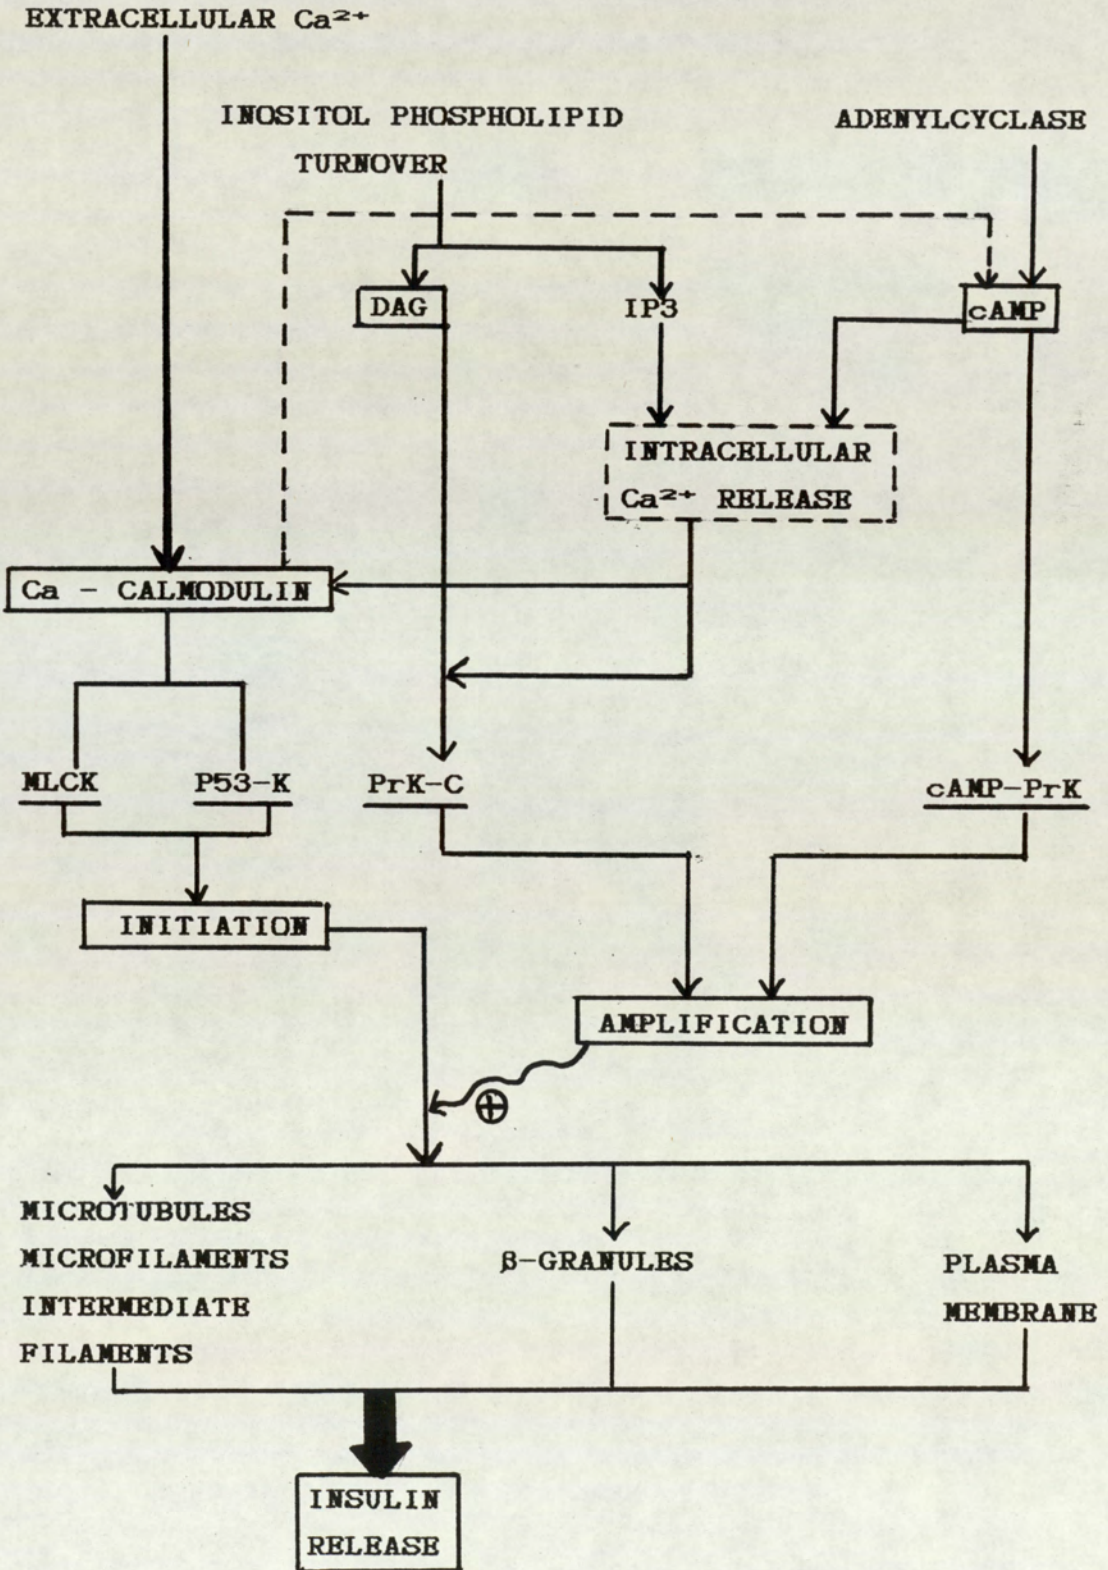 EXTRACELLULAR Ca²⁺
INOSITOL PHOSPHOLIPID
TURNOVER
ADENYLCYCLASE
DAG
IP3
cAMP
INTRACELLULAR
Ca²⁺ RELEASE
Ca - CALMODULIN
MLCK
P53-K
PrK-C
cAMP-PrK
INITIATION
AMPLIFICATION
⊕
MICROTUBULES
MICROFILAMENTS
INTERMEDIATE
FILAMENTS
β-GRANULES
PLASMA
MEMBRANE
INSULIN
RELEASE